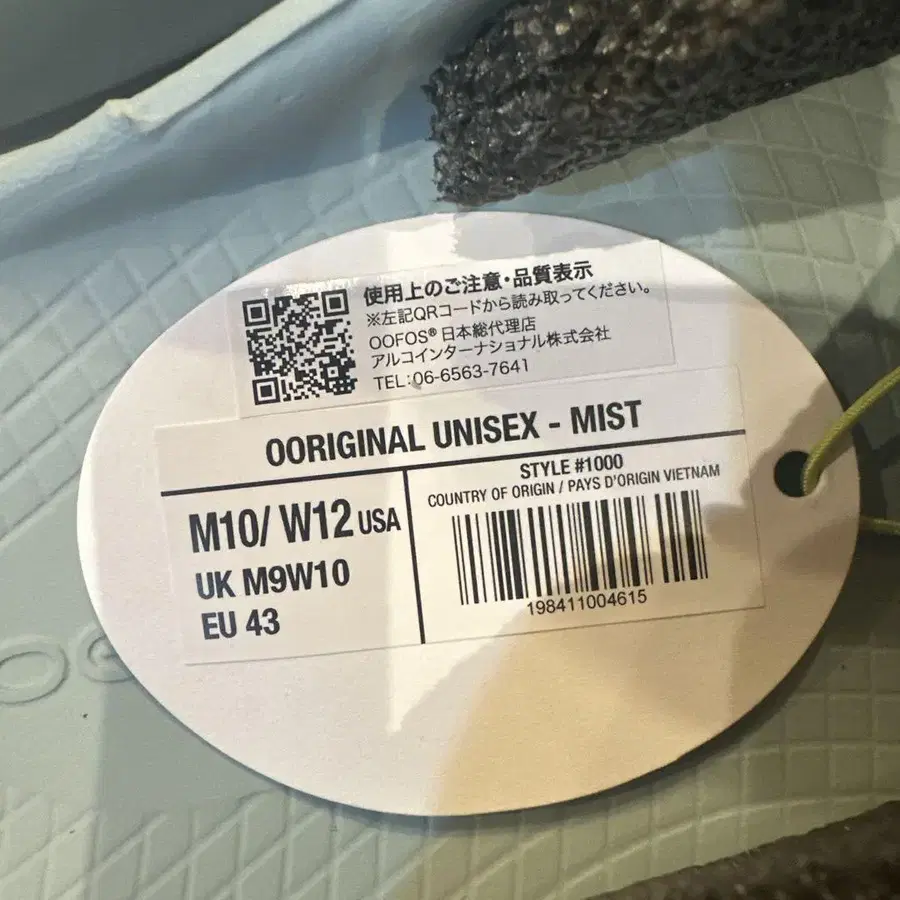 使用上のご注意・品質表示
※左記QRコードから読み取ってください。
OOFOS® 日本総代理店
アルコインターナショナル株式会社
TEL:06-6563-7641
OORIGINAL UNISEX - MIST
M10/ W12 USA
UK M9W10
EU 43
STYLE #1000
COUNTRY OF ORIGIN / PAYS D'ORIGIN VIETNAM
198411004615